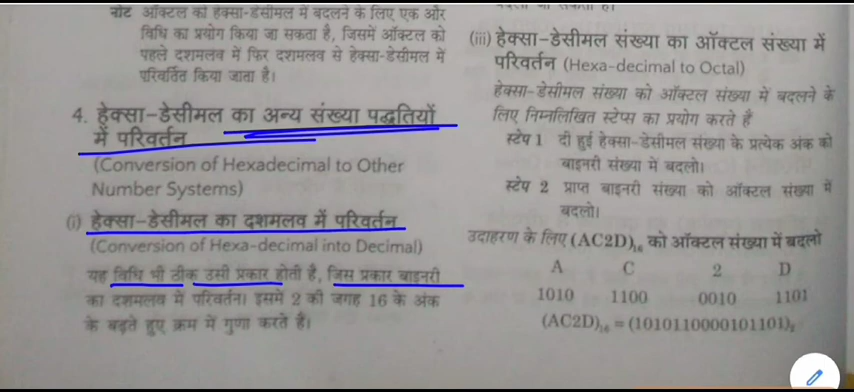 नोट ऑक्टल को हेक्सा-डेसीमल में बदलने के लिए एक और
विधि का प्रयोग किया जा सकता है, जिसमें ऑक्टल को
पहले दशमलव में फिर दशमलव से हेक्सा-डेसीमल में
परिवर्तित किया जाता है।
4. हेक्सा-डेसीमल का अन्य संख्या पद्धतियों
में परिवर्तन
(Conversion of Hexadecimal to Other
Number Systems)
(i) हेक्सा-डेसीमल का दशमलव में परिवर्तन
(Conversion of Hexa-decimal into Decimal)
यह विधि भी ठीक उसी प्रकार होती है, जिस प्रकार बाइनरी
का दशमलव में परिवर्तन। इसमें 2 की जगह 16 के अंक
के बढ़ते हुए क्रम में गुणा करते हैं।
(iii) हेक्सा-डेसीमल संख्या का ऑक्टल संख्या में
परिवर्तन (Hexa-decimal to Octal)
हेक्सा-डेसीमल संख्या को ऑक्टल संख्या में बदलने के
लिए निम्नलिखित स्टेप्स का प्रयोग करते हैं
स्टेप 1 दी हुई हेक्सा-डेसीमल संख्या के प्रत्येक अंक को
बाइनरी संख्या में बदलो।
स्टेप 2 प्राप्त बाइनरी संख्या को ऑक्टल संख्या में
बदलो।
उदाहरण के लिए (AC2D)₁₆ को ऑक्टल संख्या में बदलो
A C 2 D
1010 1100 0010 1101
(AC2D)₁₆ = (1010110000101101)₂